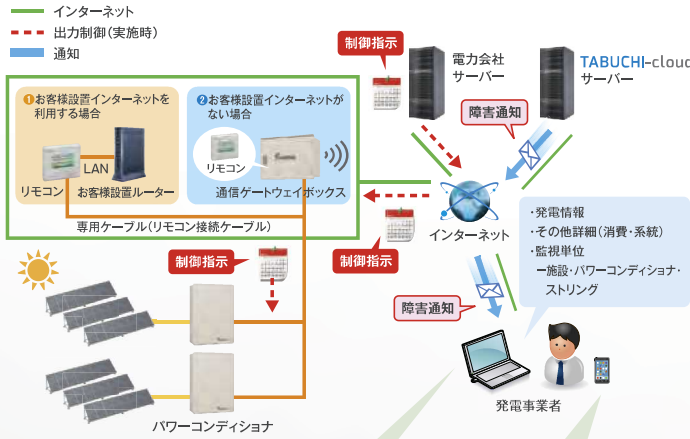 インターネット
出力制御(実施時)
通知
制御指示
電力会社
サーバー
TABUCHI-cloud
サーバー
障害通知
❶お客様設置インターネットを
利用する場合
LAN
リモコン
お客様設置ルーター
❷お客様設置インターネットが
ない場合
リモコン
通信ゲートウェイボックス
専用ケーブル(リモコン接続ケーブル)
インターネット
制御指示
制御指示
・発電情報
・その他詳細(消費・系統)
・監視単位
ー施設・パワーコンディショナ・
ストリング
障害通知
発電事業者
パワーコンディショナ